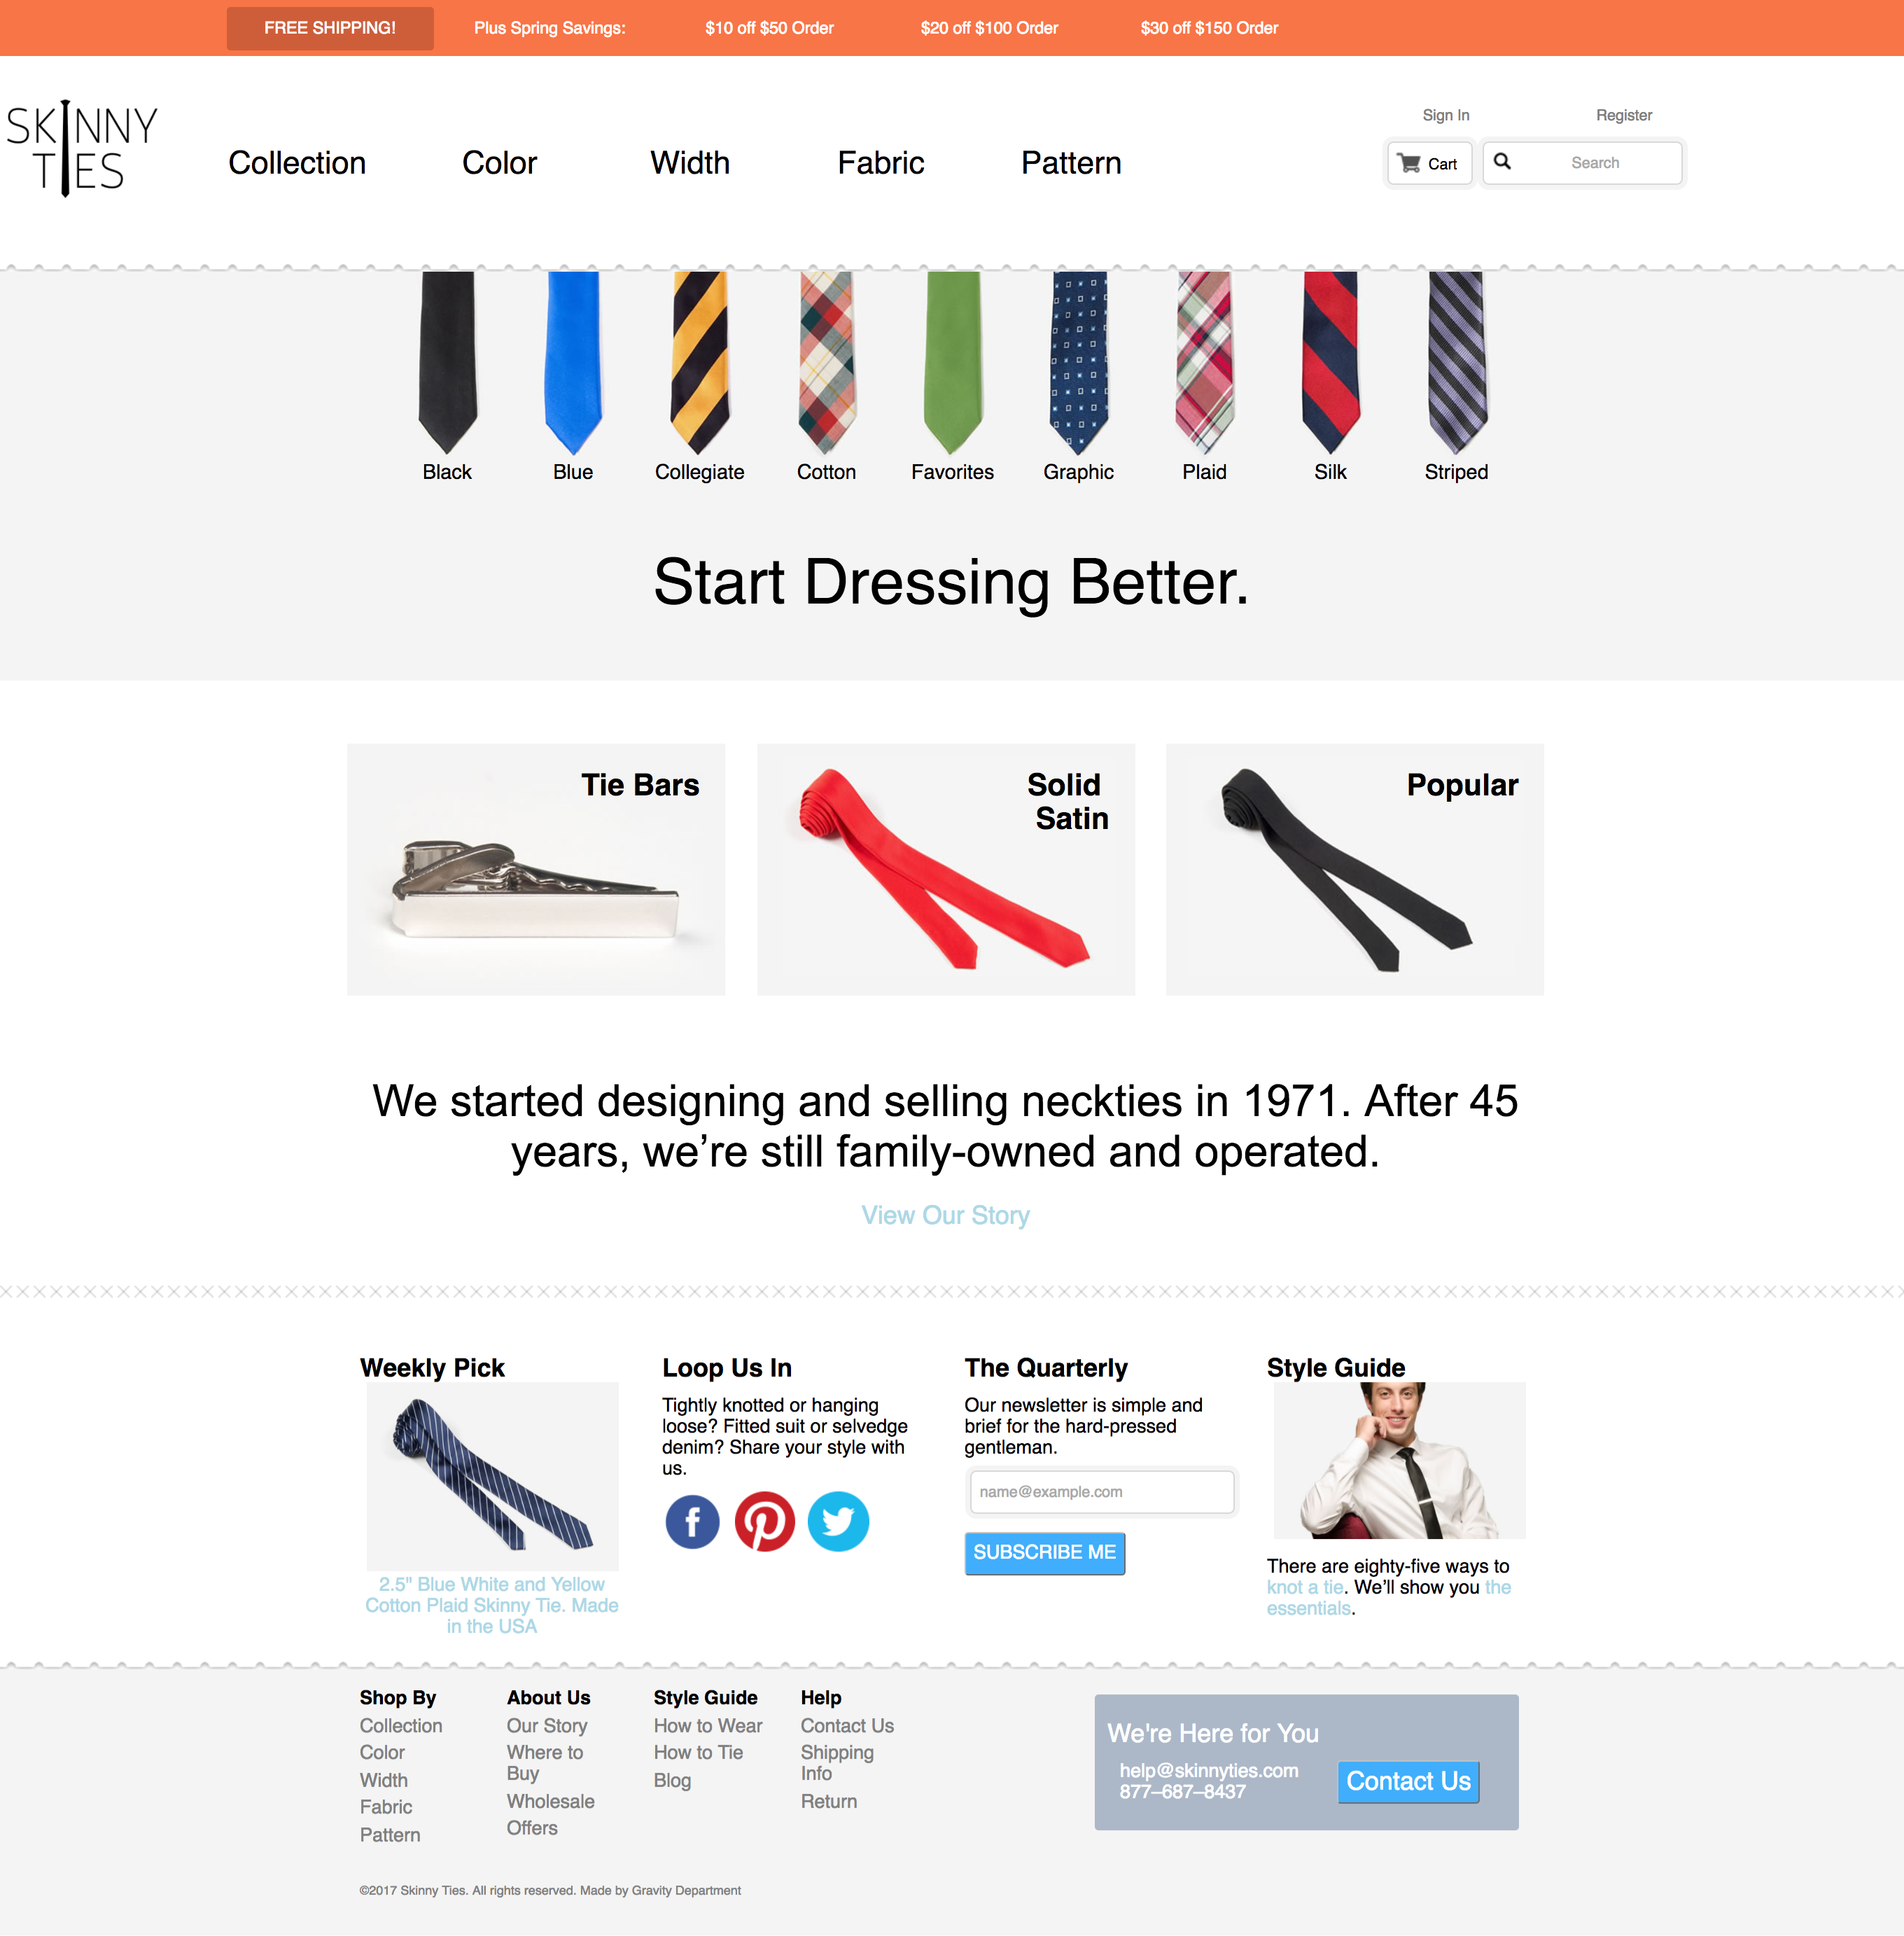 FREE SHIPPING! Plus Spring Savings: $10 off $50 Order $20 off $100 Order $30 off $150 Order
SKINNY
TIES
Sign In Register
Collection Color Width Fabric Pattern
Cart Search
Black Blue Collegiate Cotton Favorites Graphic Plaid Silk Striped
Start Dressing Better.
Tie Bars
Solid
Satin
Popular
We started designing and selling neckties in 1971. After 45
years, we’re still family-owned and operated.
View Our Story
Weekly Pick
2.5" Blue White and Yellow
Cotton Plaid Skinny Tie. Made
in the USA
Loop Us In
Tightly knotted or hanging
loose? Fitted suit or selvedge
denim? Share your style with
us.
The Quarterly
Our newsletter is simple and
brief for the hard-pressed
gentleman.
name@example.com
SUBSCRIBE ME
Style Guide
There are eighty-five ways to
knot a tie. We’ll show you the
essentials.
Shop By
Collection
Color
Width
Fabric
Pattern
About Us
Our Story
Where to
Buy
Wholesale
Offers
Style Guide
How to Wear
How to Tie
Blog
Help
Contact Us
Shipping
Info
Return
We're Here for You
help@skinnyties.com
877–687–8437
Contact Us
©2017 Skinny Ties. All rights reserved. Made by Gravity Department